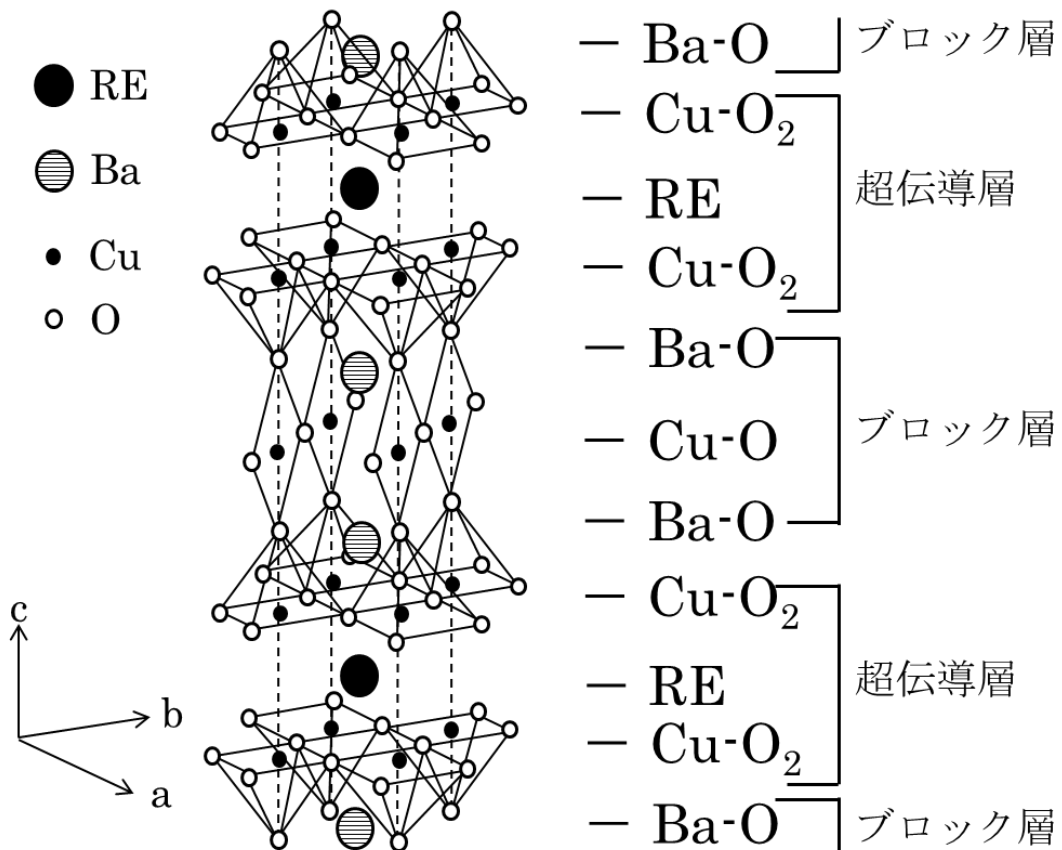 RE
Ba
Cu
O
c
b
a
— Ba-O
ブロック層
— Cu-O₂
— RE
超伝導層
— Cu-O₂
— Ba-O
— Cu-O
ブロック層
— Ba-O
— Cu-O₂
— RE
超伝導層
— Cu-O₂
— Ba-O
ブロック層